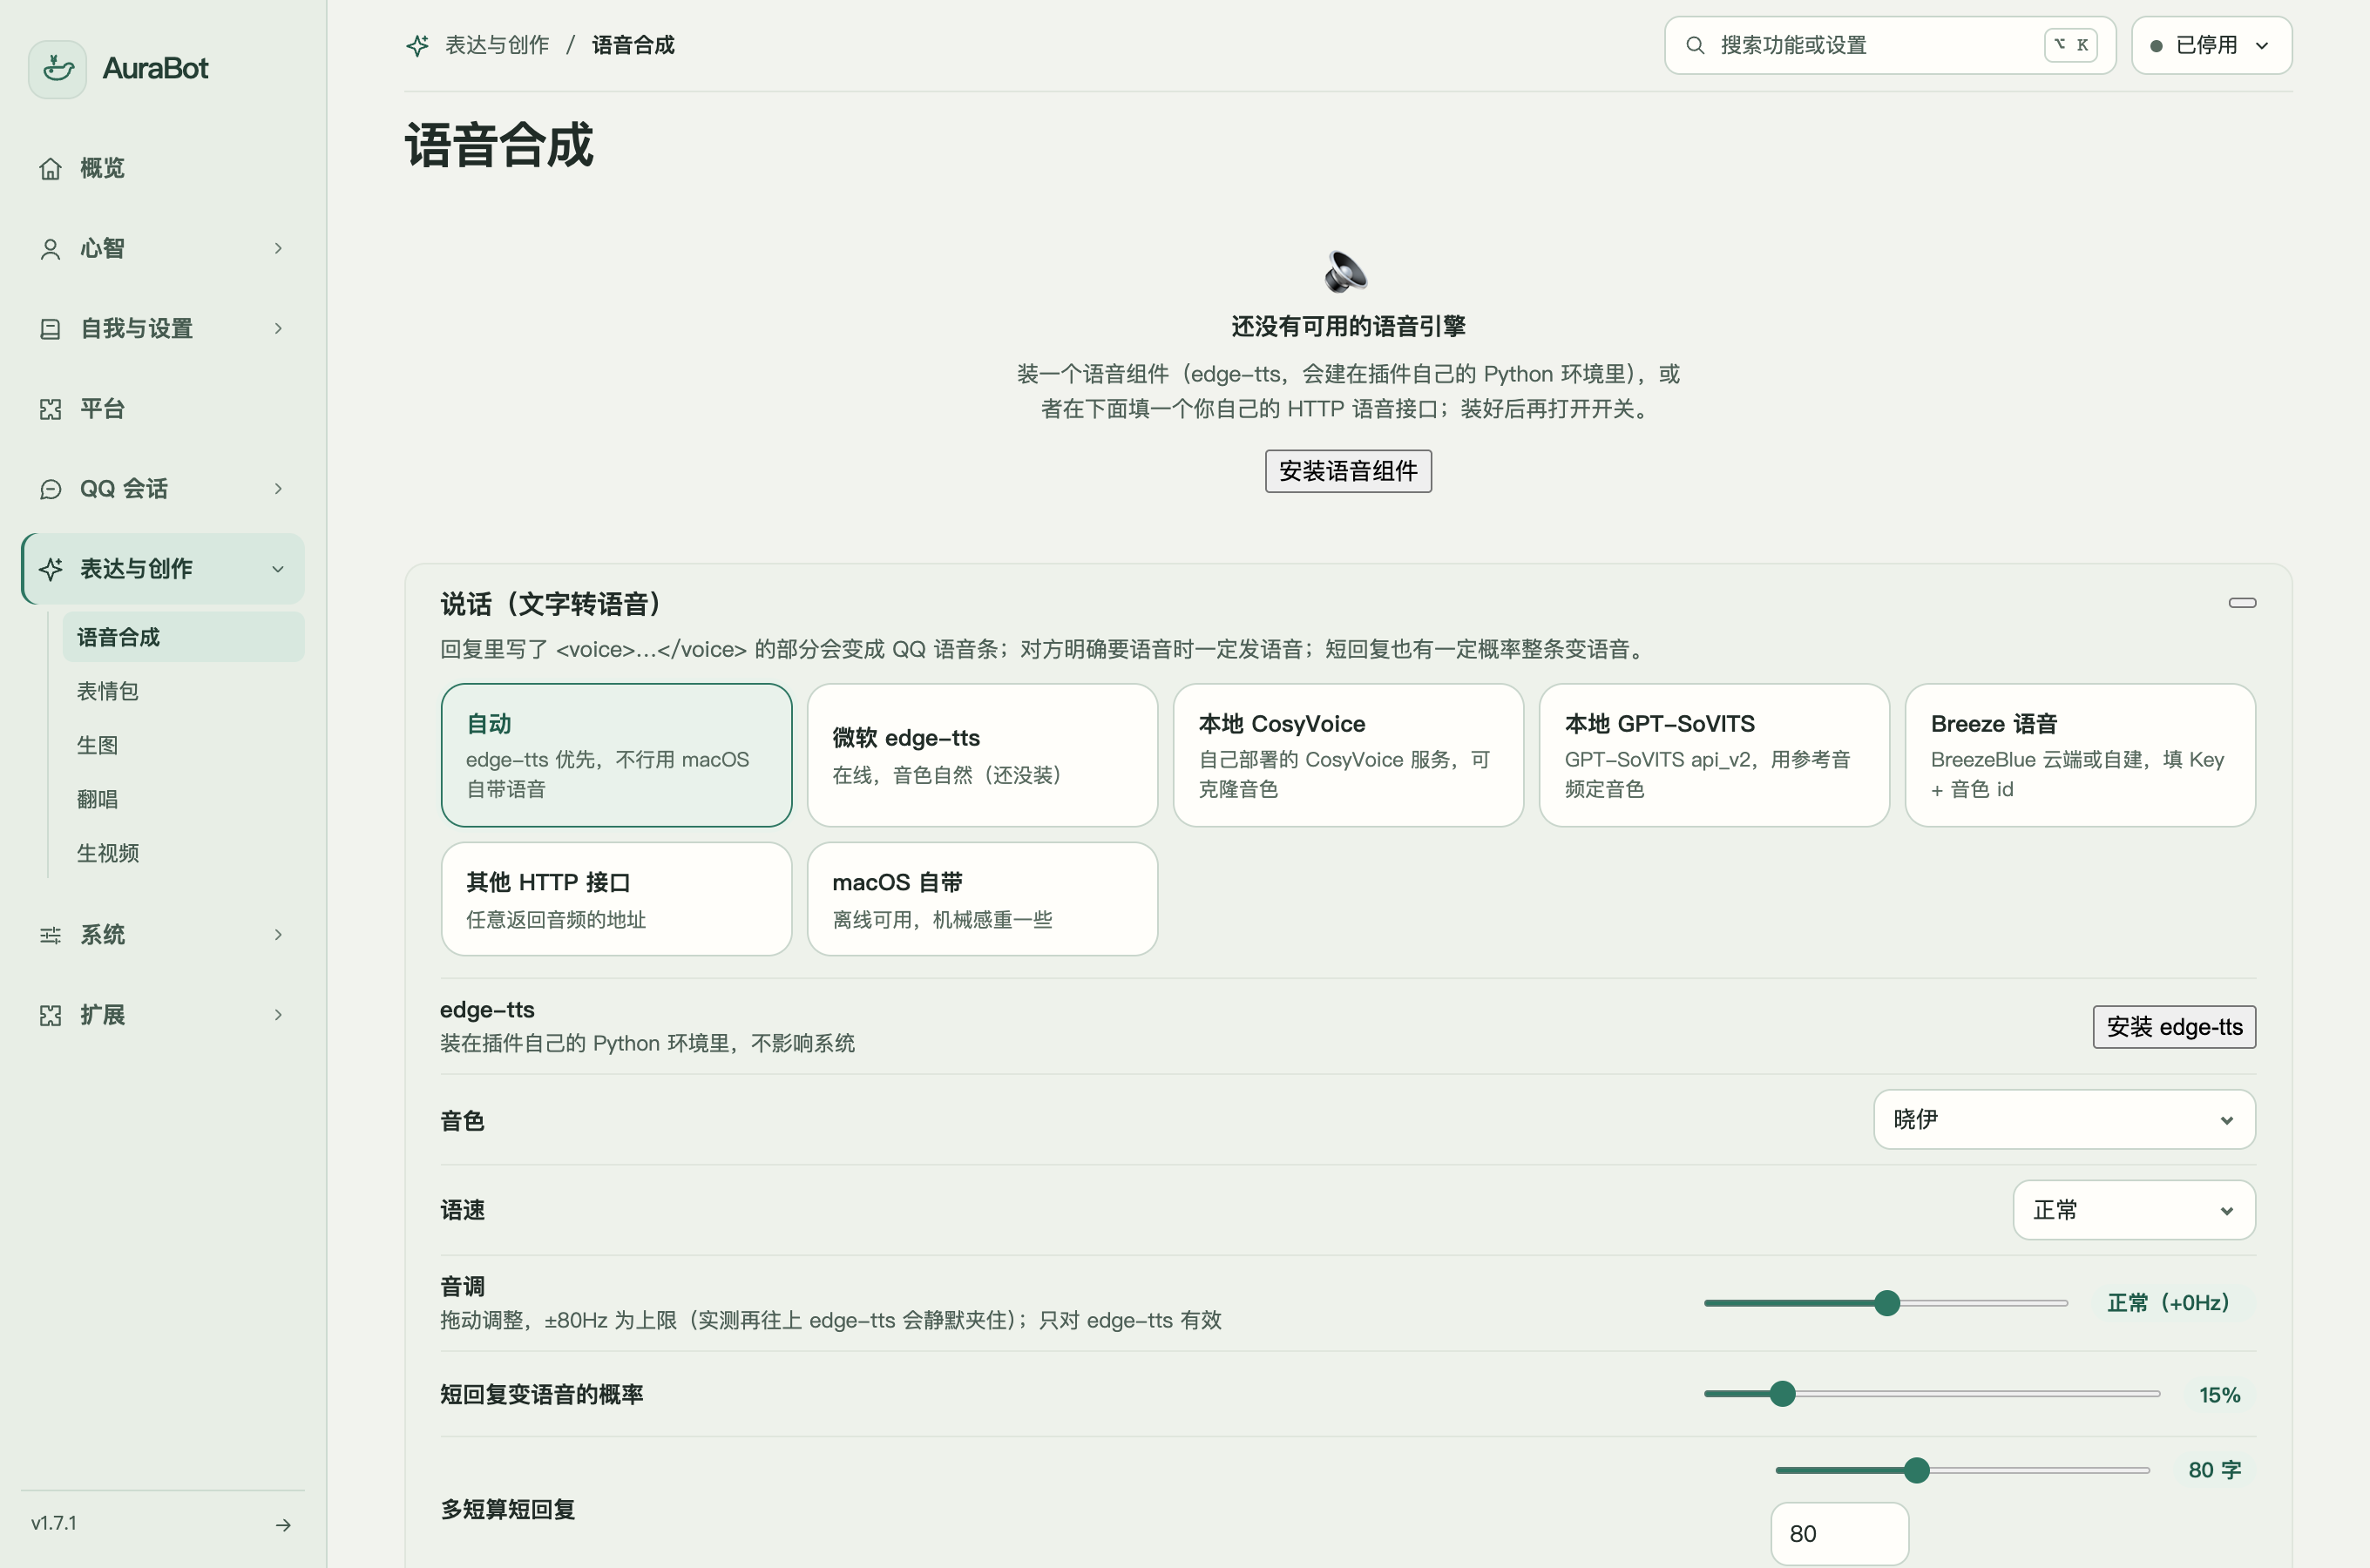 AuraBot
概览
心智
自我与设置
平台
QQ 会话
表达与创作
语音合成
表情包
生图
翻唱
生视频
系统
扩展
v1.7.1
表达与创作 / 语音合成
搜索功能或设置
⌥ K
已停用
语音合成
还没有可用的语音引擎
装一个语音组件（edge-tts，会建在插件自己的 Python 环境里），或
者在下面填一个你自己的 HTTP 语音接口；装好后再打开开关。
安装语音组件
说话（文字转语音）
回复里写了 <voice>…</voice> 的部分会变成 QQ 语音条；对方明确要语音时一定发语音；短回复也有一定概率整条变语音。
自动
edge-tts 优先，不行用 macOS
自带语音
微软 edge-tts
在线，音色自然（还没装）
本地 CosyVoice
自己部署的 CosyVoice 服务，可
克隆音色
本地 GPT-SoVITS
GPT-SoVITS api_v2，用参考音
频定音色
Breeze 语音
BreezeBlue 云端或自建，填 Key
+ 音色 id
其他 HTTP 接口
任意返回音频的地址
macOS 自带
离线可用，机械感重一些
edge-tts
装在插件自己的 Python 环境里，不影响系统
安装 edge-tts
音色
晓伊
语速
正常
音调
拖动调整，±80Hz 为上限（实测再往上 edge-tts 会静默夹住）；只对 edge-tts 有效
正常（+0Hz）
短回复变语音的概率
15%
多短算短回复
80 字
80